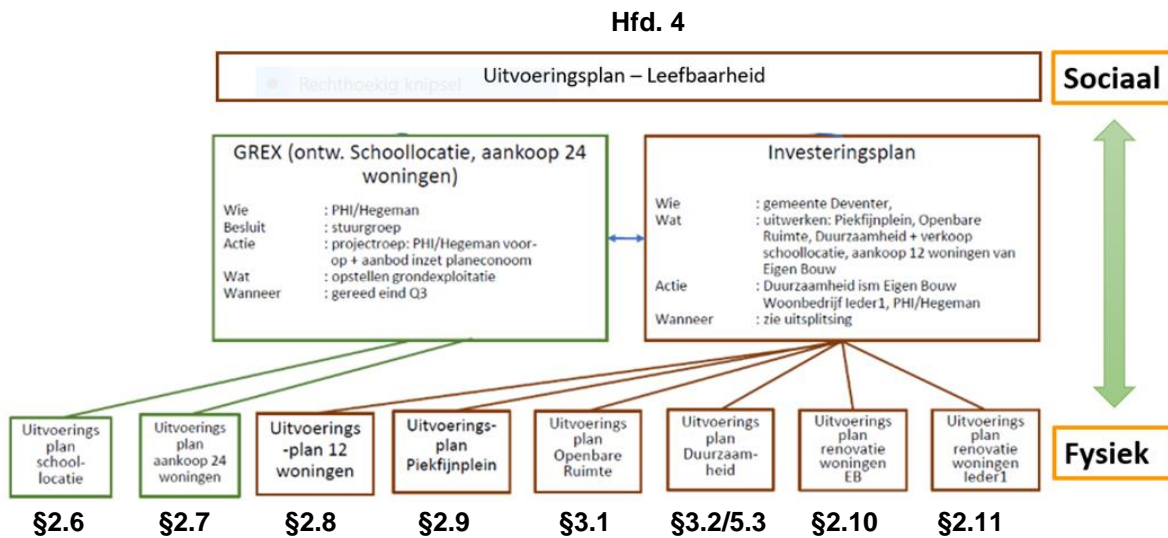 Hfd. 4
Uitvoeringsplan – Leefbaarheid
Rechthoekig knipsel
Sociaal
GREX (ontw. Schoollocatie, aankoop 24
woningen)
Wie : PHI/Hegeman
Besluit : stuurgroep
Actie : projectroep: PHI/Hegeman voor-
op + aanbod inzet planeconoom
Wat : opstellen grondexploitatie
Wanneer : gereed eind Q3
Investeringsplan
Wie : gemeente Deventer,
Wat : uitwerken: Piekfijnplein, Openbare
Ruimte, Duurzaamheid + verkoop
schoollocatie, aankoop 12 woningen van
Eigen Bouw
Actie : Duurzaamheid ism Eigen Bouw
Woonbedrijf Ieder1, PHI/Hegeman
Wanneer : zie uitsplitsing
Uitvoerings
plan
school-
locatie
Uitvoerings
plan
aankoop 24
woningen
Uitvoerings
-plan 12
woningen
Uitvoerings-
plan
Piekfijnplein
Uitvoerings
plan
Openbare
Ruimte
Uitvoerings
plan
Duurzaam-
heid
Uitvoerings
plan
renovatie
woningen
EB
Uitvoerings
plan
renovatie
woningen
Ieder1
Fysiek
§2.6 §2.7 §2.8 §2.9 §3.1 §3.2/5.3 §2.10 §2.11